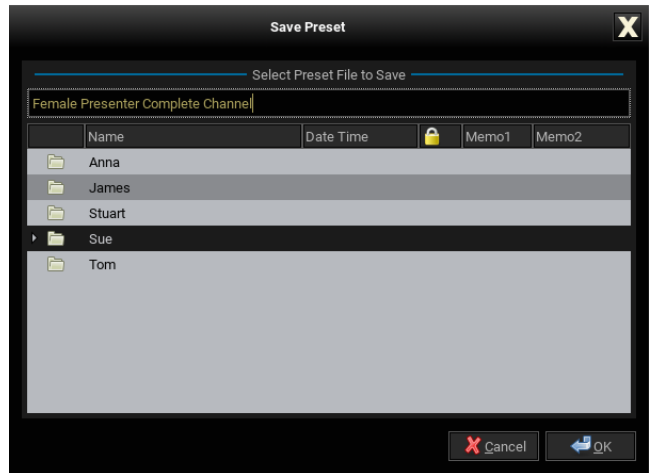 Save Preset
X
Select Preset File to Save
Female Presenter Complete Channel
Name Date Time Memo1 Memo2
Anna
James
Stuart
Sue
Tom
Cancel OK